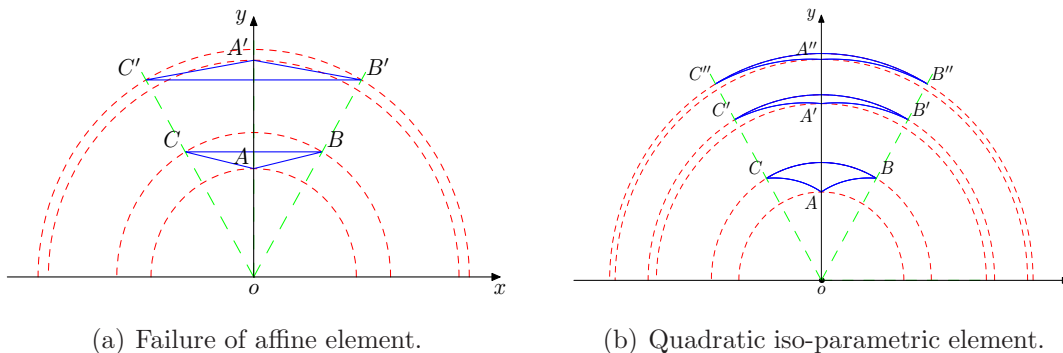 y
A′
C′
B′
C
A
B
o
x
(a) Failure of affine element.
y
A′′
C′′
B′′
C′
A′
B′
C
B
A
o
(b) Quadratic iso-parametric element.